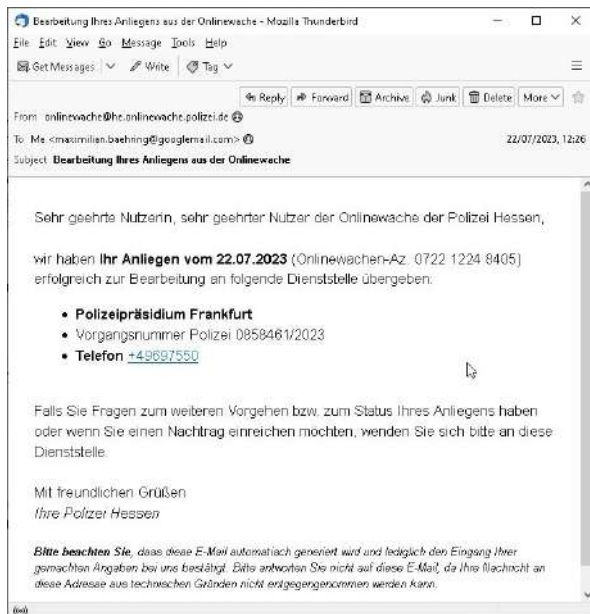 Bearbeitung Ihres Anliegens aus der Onlinewache - Mozilla Thunderbird
File Edit View Go Message Tools Help
Get Messages Write Tag
Reply Forward Archive Junk Delete More
From onlinewache@he.onlinewache.polizei.de
To Me <maximilian.baehring@googlemail.com> 22/07/2023, 12:26
Subject Bearbeitung Ihres Anliegens aus der Onlinewache
Sehr geehrte Nutzerin, sehr geehrter Nutzer der Onlinewache der Polizei Hessen,
wir haben Ihr Anliegen vom 22.07.2023 (Onlinewachen-Az. 0722 1224 8405)
erfolgreich zur Bearbeitung an folgende Dienststelle übergeben:
• Polizeipräsidium Frankfurt
• Vorgangsnummer Polizei 0858461/2023
• Telefon +49697550
Falls Sie Fragen zum weiteren Vorgehen bzw. zum Status Ihres Anliegens haben
oder wenn Sie einen Nachtrag einreichen möchten, wenden Sie sich bitte an diese
Dienststelle.
Mit freundlichen Grüßen
Ihre Polizei Hessen
Bitte beachten Sie, dass diese E-Mail automatisch generiert wird und lediglich den Eingang Ihrer
gemachten Angaben bei uns bestätigt. Bitte antworten Sie nicht auf diese E-Mail, da Ihre Nachricht an
diese Adresse aus technischen Gründen nicht entgegengenommen werden kann.